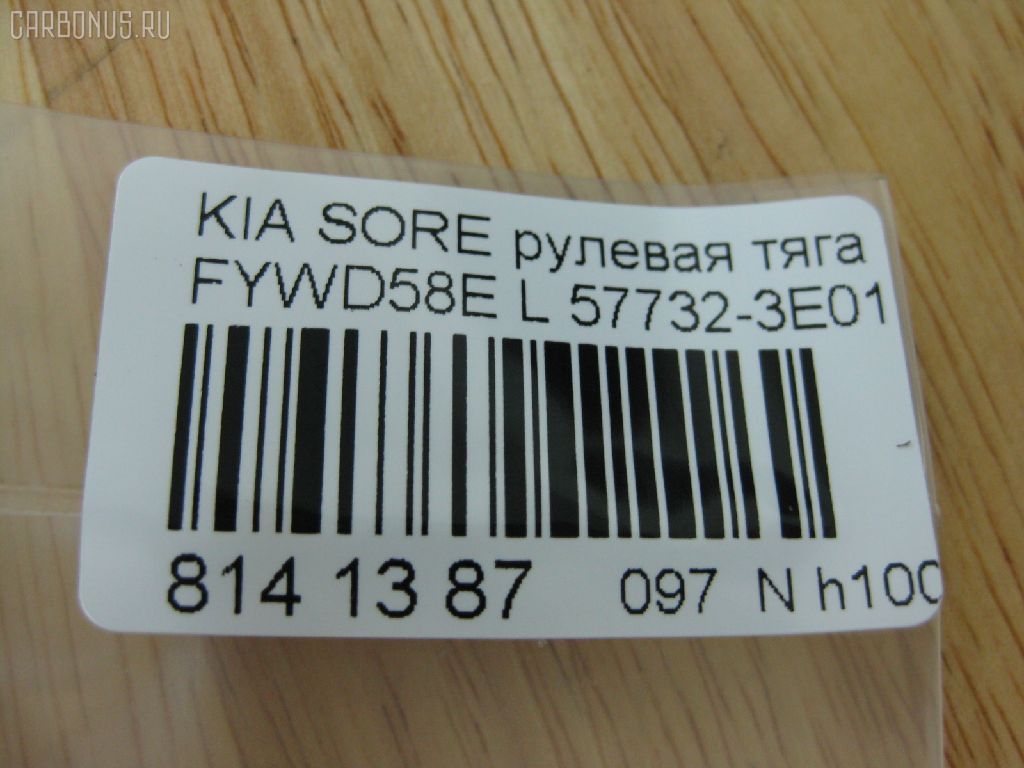 CARBONUS.RU
KIA SORE рулевая тяга
FYWD58E L 57732-3E01
814 13 87 097 N h100